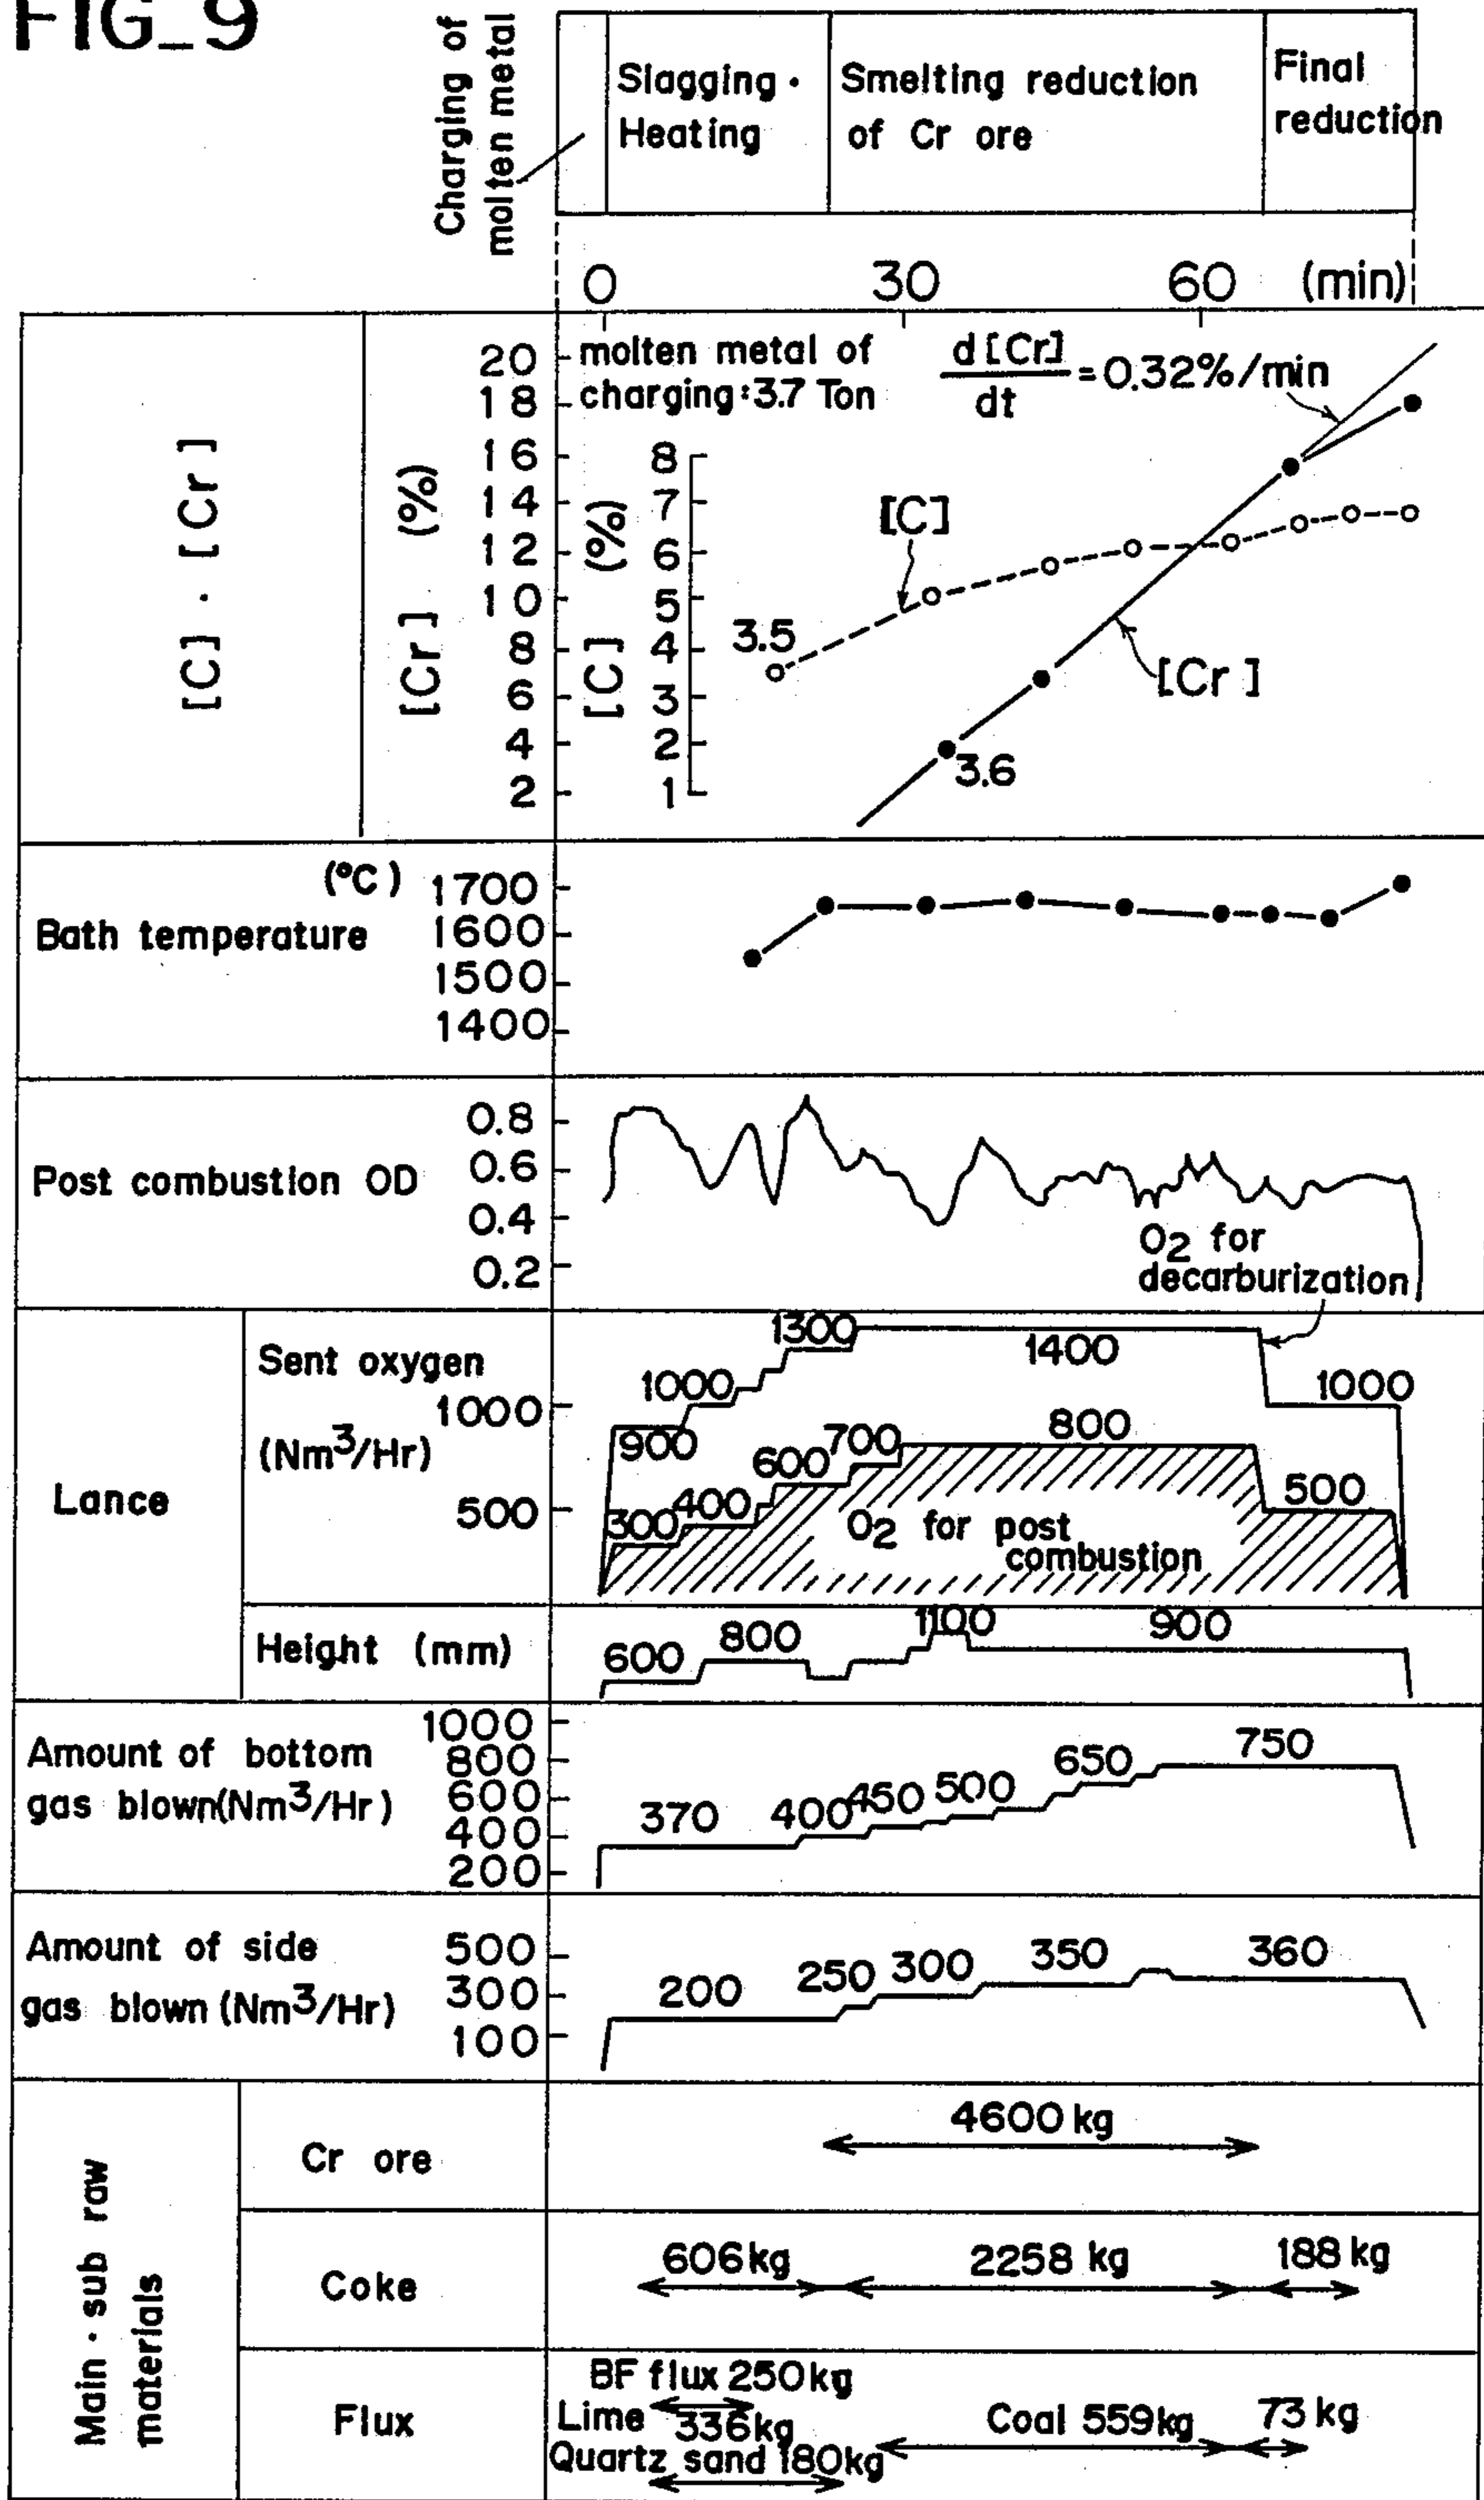 FIG_9
Charging of
molten metal
Slagging ·
Heating
Smelting reduction
of Cr ore
Final
reduction
0 30 60 (min)
[C] · [Cr]
[Cr] (%)
20
18
16
14
12
10
8
6
4
2
molten metal of
charging : 3.7 Ton
d[Cr]
dt
= 0.32%/min
[C] (%)
8
7
6
5
4
3
2
1
[C]
3.5
[Cr]
3.6
Bath temperature
(°C)
1700
1600
1500
1400
Post combustion OD
0.8
0.6
0.4
0.2
O2 for
decarburization
Lance
Sent oxygen
(Nm3/Hr)
1000
500
900
1000
1300
1400
1000
300
400
600
700
800
500
O2 for post
combustion
Height (mm)
600
800
1100
900
Amount of bottom
gas blown(Nm3/Hr)
1000
800
600
400
200
370
400
450
500
650
750
Amount of side
gas blown (Nm3/Hr)
500
300
100
200
250
300
350
360
Main · sub raw
materials
Cr ore
4600 kg
Coke
606 kg
2258 kg
188 kg
Flux
BF flux 250 kg
Lime 336 kg
Quartz sand 180 kg
Coal 559 kg
73 kg